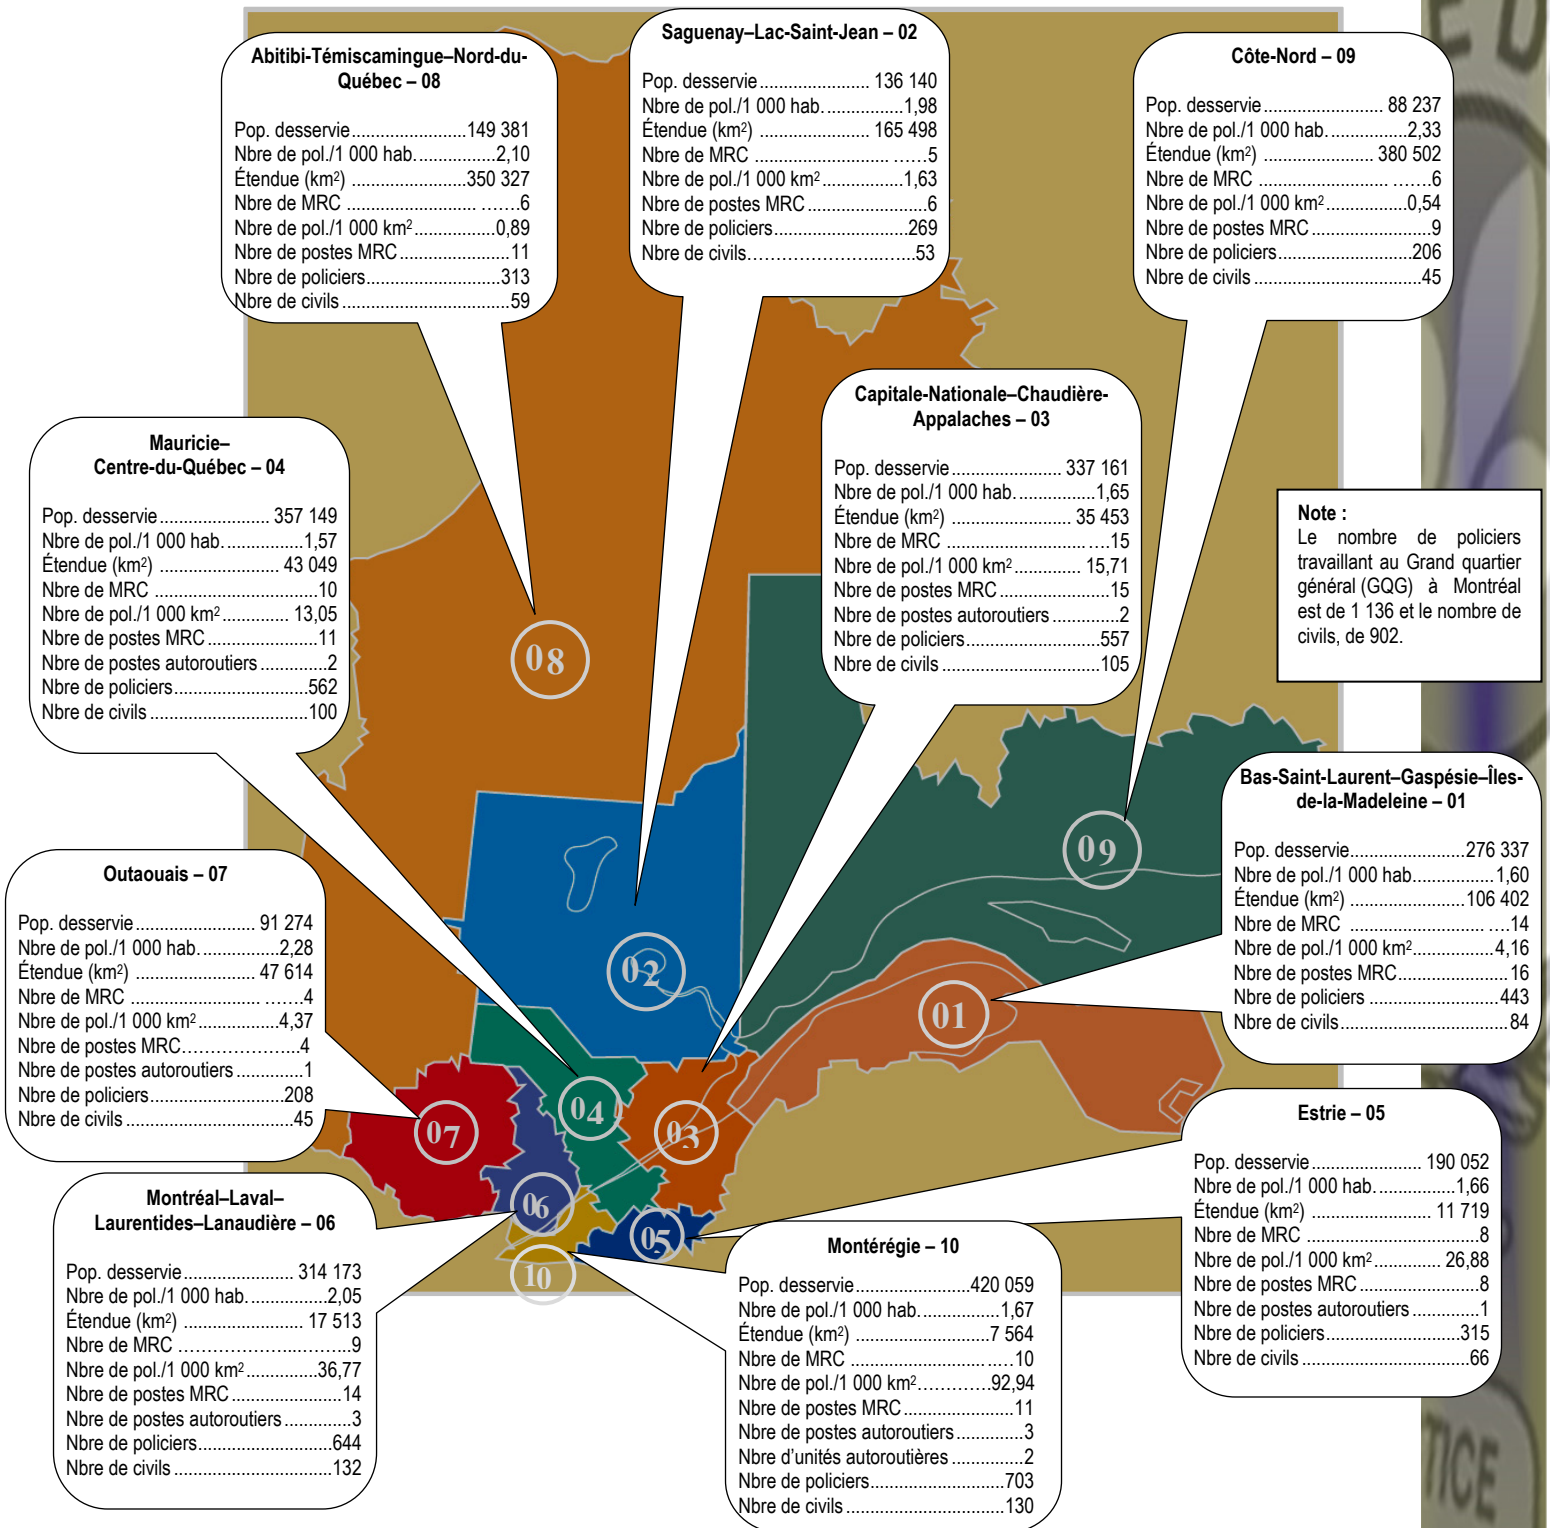 Abitibi-Témiscamingue–Nord-du-
Québec – 08
Pop. desservie...........................149 381
Nbre de pol./1 000 hab.................2,10
Étendue (km²) ...........................350 327
Nbre de MRC ........................... .......6
Nbre de pol./1 000 km².................0,89
Nbre de postes MRC......................11
Nbre de policiers...........................313
Nbre de civils..................................59
Saguenay–Lac-Saint-Jean – 02
Pop. desservie...................... 136 140
Nbre de pol./1 000 hab.................1,98
Étendue (km²) ...................... 165 498
Nbre de MRC ........................... ......5
Nbre de pol./1 000 km².................1,63
Nbre de postes MRC........................6
Nbre de policiers...........................269
Nbre de civils..................................53
Côte-Nord – 09
Pop. desservie........................ 88 237
Nbre de pol./1 000 hab.................2,33
Étendue (km²) ...................... 380 502
Nbre de MRC ........................... .......6
Nbre de pol./1 000 km².................0,54
Nbre de postes MRC........................9
Nbre de policiers...........................206
Nbre de civils..................................45
Capitale-Nationale–Chaudière-
Appalaches – 03
Pop. desservie...................... 337 161
Nbre de pol./1 000 hab.................1,65
Étendue (km²) ........................ 35 453
Nbre de MRC ........................... ....15
Nbre de pol./1 000 km²............. 15,71
Nbre de postes MRC......................15
Nbre de postes autoroutiers..............2
Nbre de policiers...........................557
Nbre de civils................................105
Mauricie–
Centre-du-Québec – 04
Pop. desservie...................... 357 149
Nbre de pol./1 000 hab.................1,57
Étendue (km²) ........................ 43 049
Nbre de MRC .................................10
Nbre de pol./1 000 km²............. 13,05
Nbre de postes MRC......................11
Nbre de postes autoroutiers..............2
Nbre de policiers...........................562
Nbre de civils................................100
Note :
Le nombre de policiers
travaillant au Grand quartier
général (GQG) à Montréal
est de 1 136 et le nombre de
civils, de 902.
Bas-Saint-Laurent–Gaspésie–Îles-
de-la-Madeleine – 01
Pop. desservie.......................276 337
Nbre de pol./1 000 hab.................1,60
Étendue (km²) .......................106 402
Nbre de MRC ........................... ....14
Nbre de pol./1 000 km².................4,16
Nbre de postes MRC......................16
Nbre de policiers...........................443
Nbre de civils..................................84
Outaouais – 07
Pop. desservie........................ 91 274
Nbre de pol./1 000 hab.................2,28
Étendue (km²) ........................ 47 614
Nbre de MRC ........................... .......4
Nbre de pol./1 000 km².................4,37
Nbre de postes MRC........................4
Nbre de postes autoroutiers..............1
Nbre de policiers...........................208
Nbre de civils..................................45
Estrie – 05
Pop. desservie...................... 190 052
Nbre de pol./1 000 hab.................1,66
Étendue (km²) ........................ 11 719
Nbre de MRC ...................................8
Nbre de pol./1 000 km²............. 26,88
Nbre de postes MRC........................8
Nbre de postes autoroutiers..............1
Nbre de policiers...........................315
Nbre de civils..................................66
Montréal–Laval–
Laurentides–Lanaudière – 06
Pop. desservie...................... 314 173
Nbre de pol./1 000 hab.................2,05
Étendue (km²) ........................ 17 513
Nbre de MRC ...................................9
Nbre de pol./1 000 km²...............36,77
Nbre de postes MRC......................14
Nbre de postes autoroutiers..............3
Nbre de policiers...........................644
Nbre de civils................................132
Montérégie – 10
Pop. desservie.......................420 059
Nbre de pol./1 000 hab.................1,67
Étendue (km²) ...........................7 564
Nbre de MRC ........................... .....10
Nbre de pol./1 000 km²...............92,94
Nbre de postes MRC......................11
Nbre de postes autoroutiers..............3
Nbre d'unités autoroutières..............2
Nbre de policiers...........................703
Nbre de civils................................130
08
09
02
01
04
03
07
06
05
10
TICE